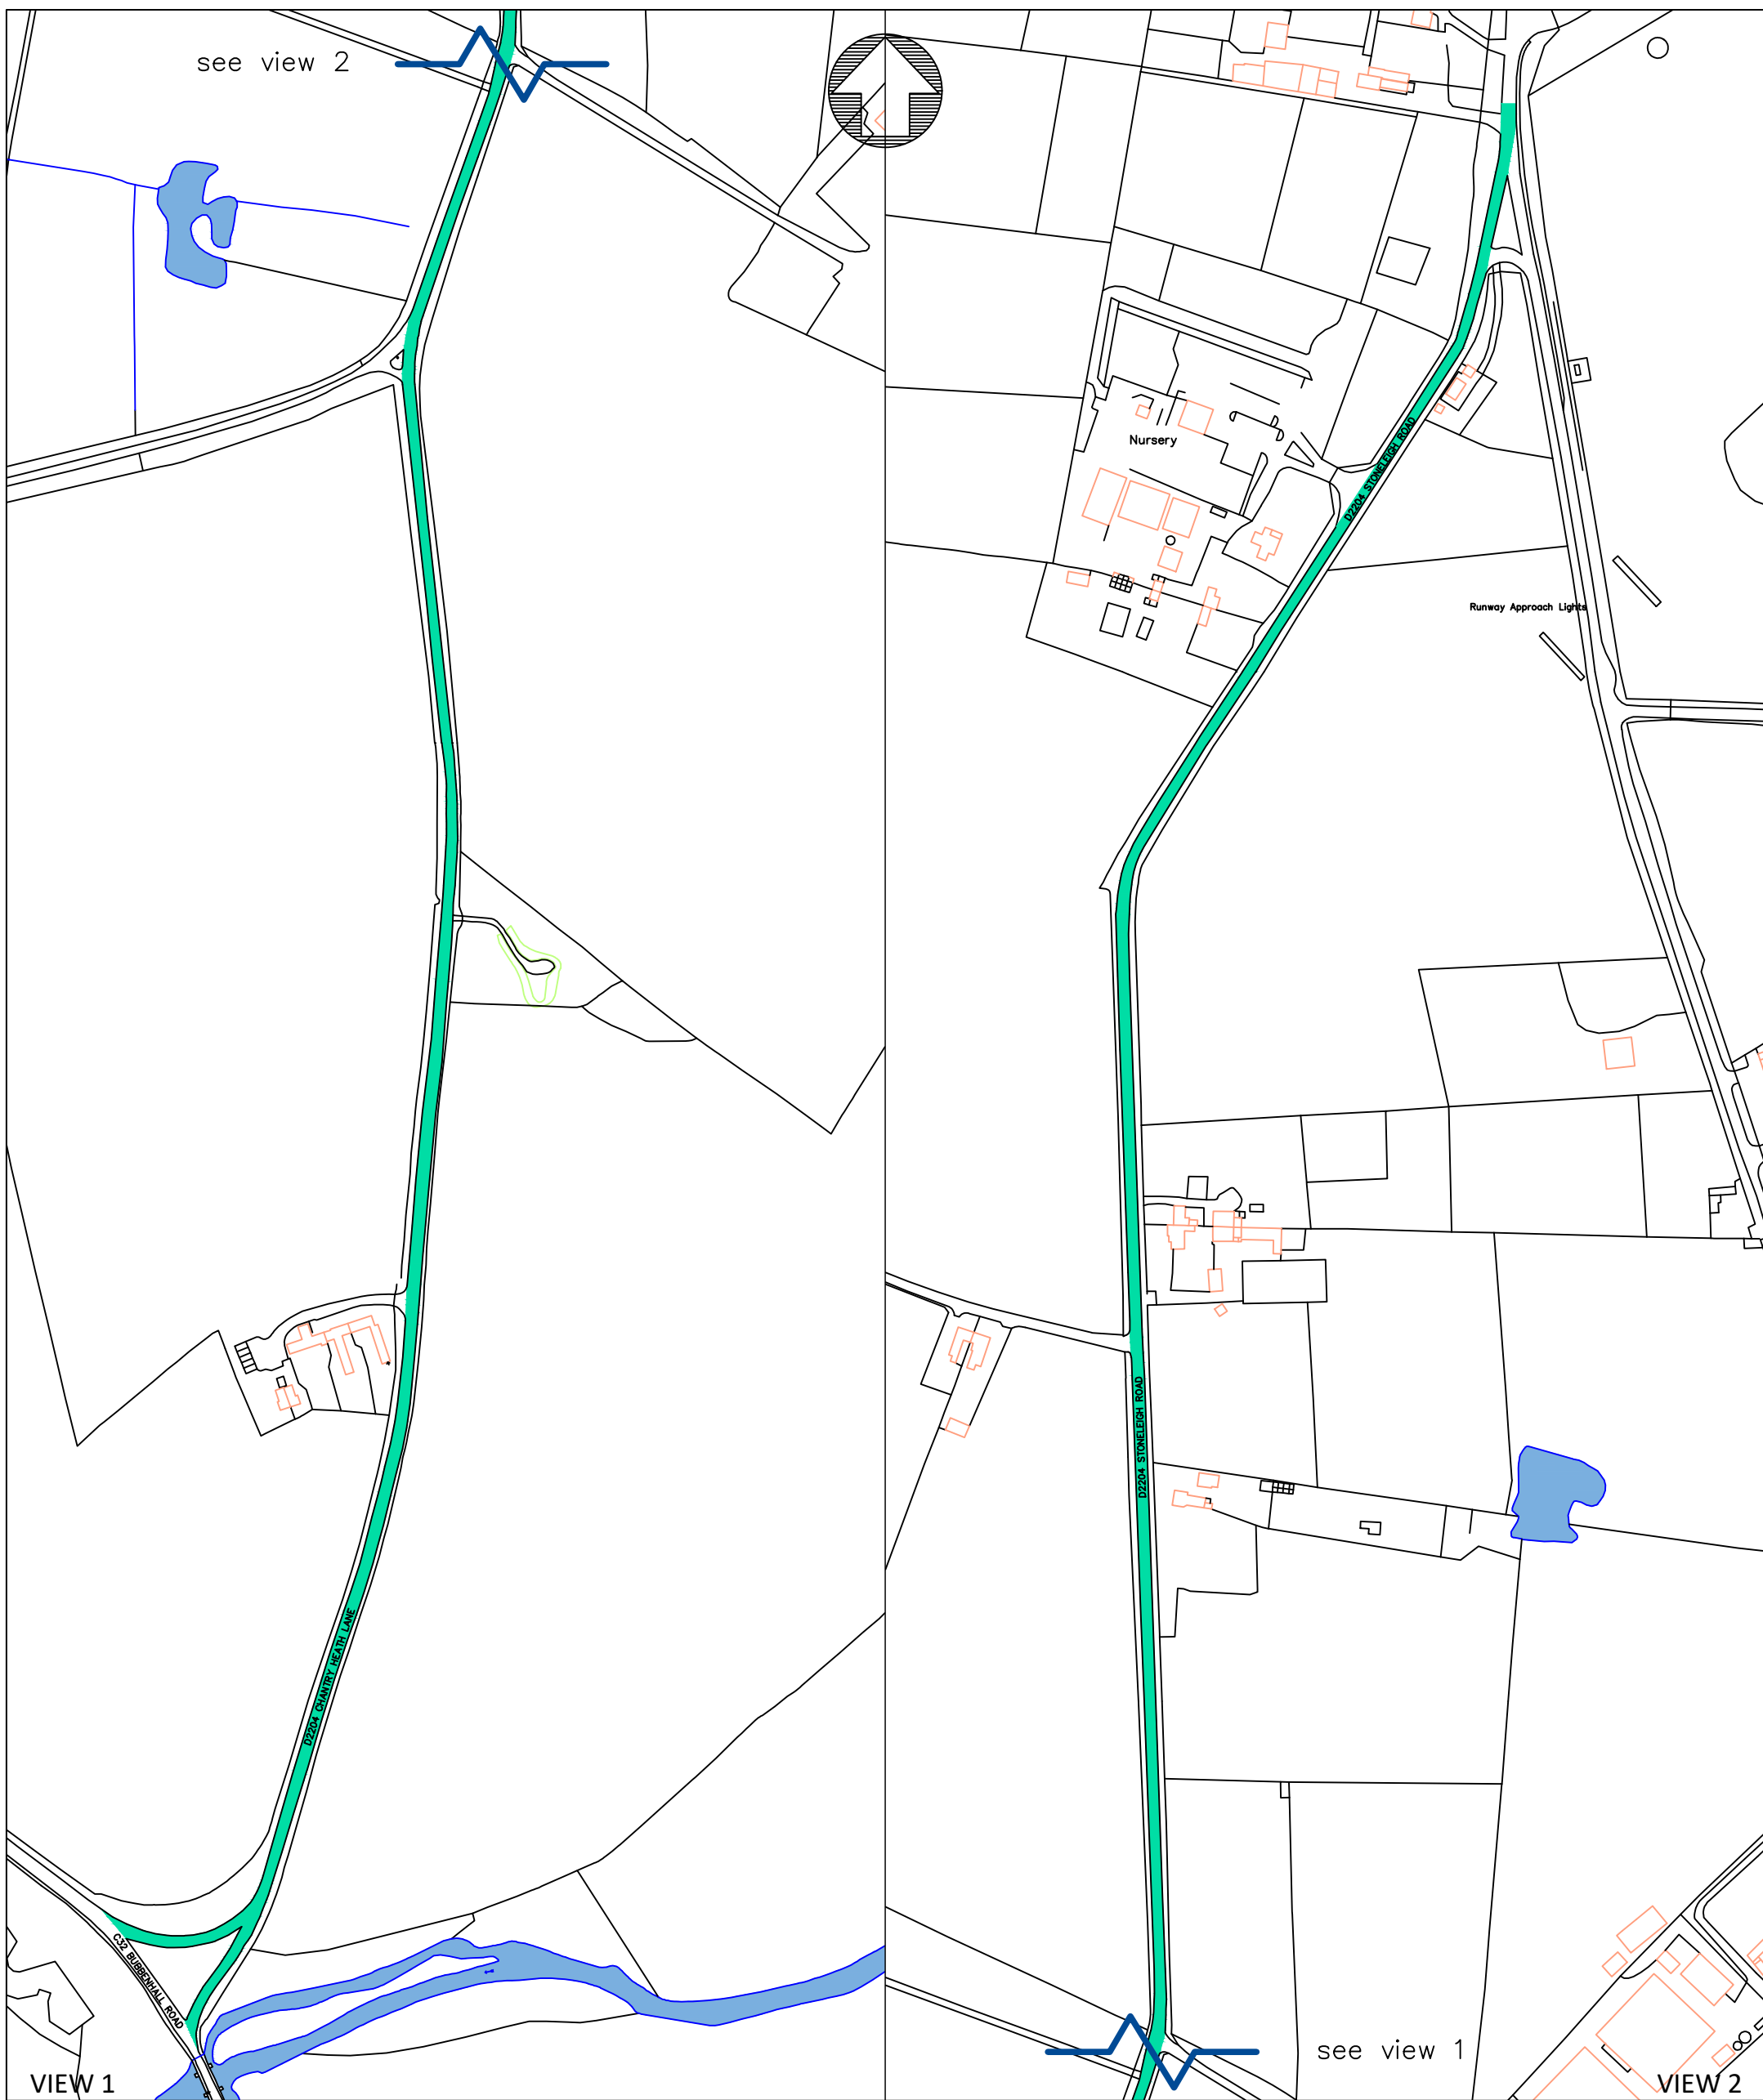 see view 2
Nursery
D2204 STONELEIGH ROAD
Runway Approach Lights
D2204 STONELEIGH ROAD
D2204 CHANTRY HEATH LANE
C32 BUBBENHALL ROAD
see view 1
VIEW 1
VIEW 2